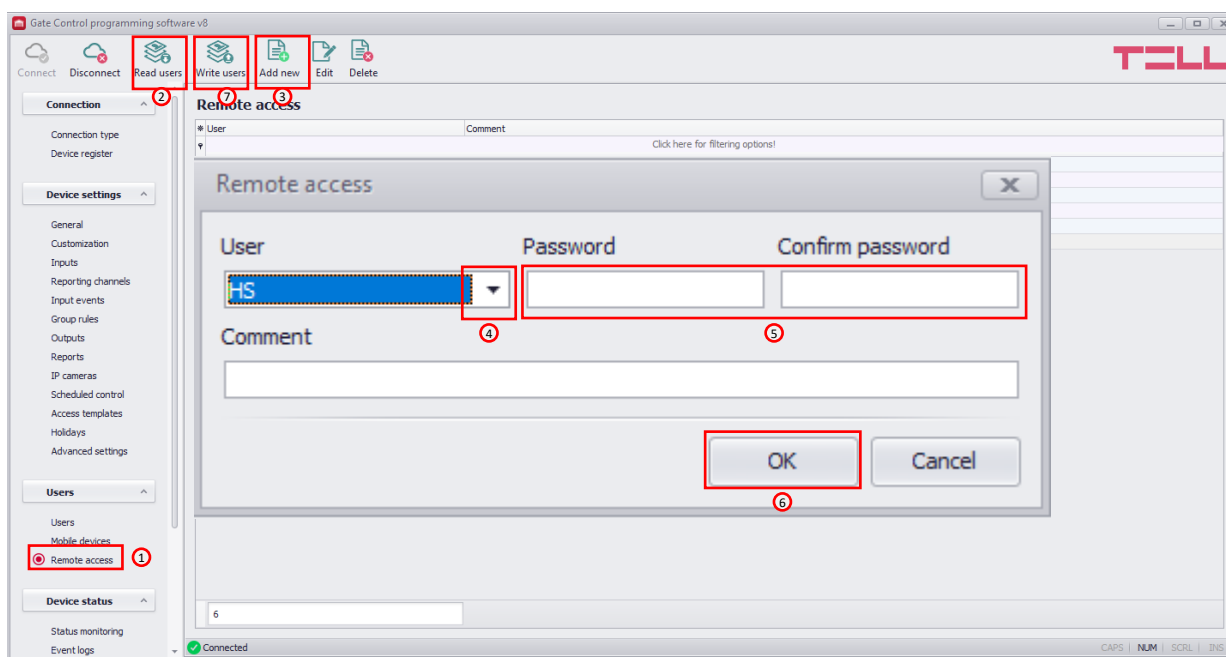 Gate Control programming software v8
Connect Disconnect Read users Write users Add new Edit Delete
TELL
2 7 3
Connection
Connection type
Device register
Device settings
General
Customization
Inputs
Reporting channels
Input events
Group rules
Outputs
Reports
IP cameras
Scheduled control
Access templates
Holidays
Advanced settings
Users
Users
Mobile devices
Remote access 1
Device status
Status monitoring
Event logs
Remote access
User Comment
Click here for filtering options!
Remote access
User Password Confirm password
HS
4 5
Comment
OK Cancel
6
6
Connected CAPS NUM SCRL INS